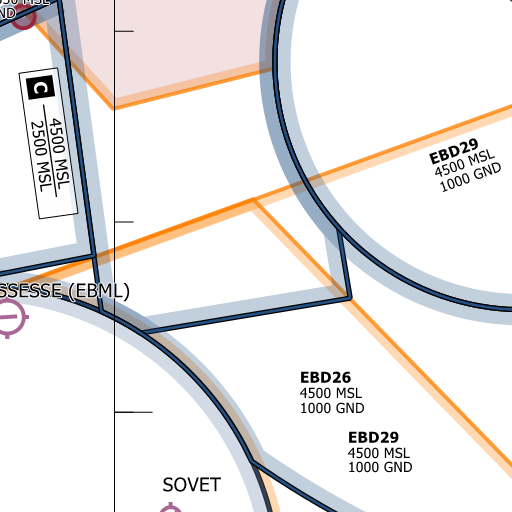 ND
C
4500 MSL
2500 MSL
EBD29
4500 MSL
1000 GND
SSESSE (EBML)
EBD26
4500 MSL
1000 GND
EBD29
4500 MSL
1000 GND
SOVET